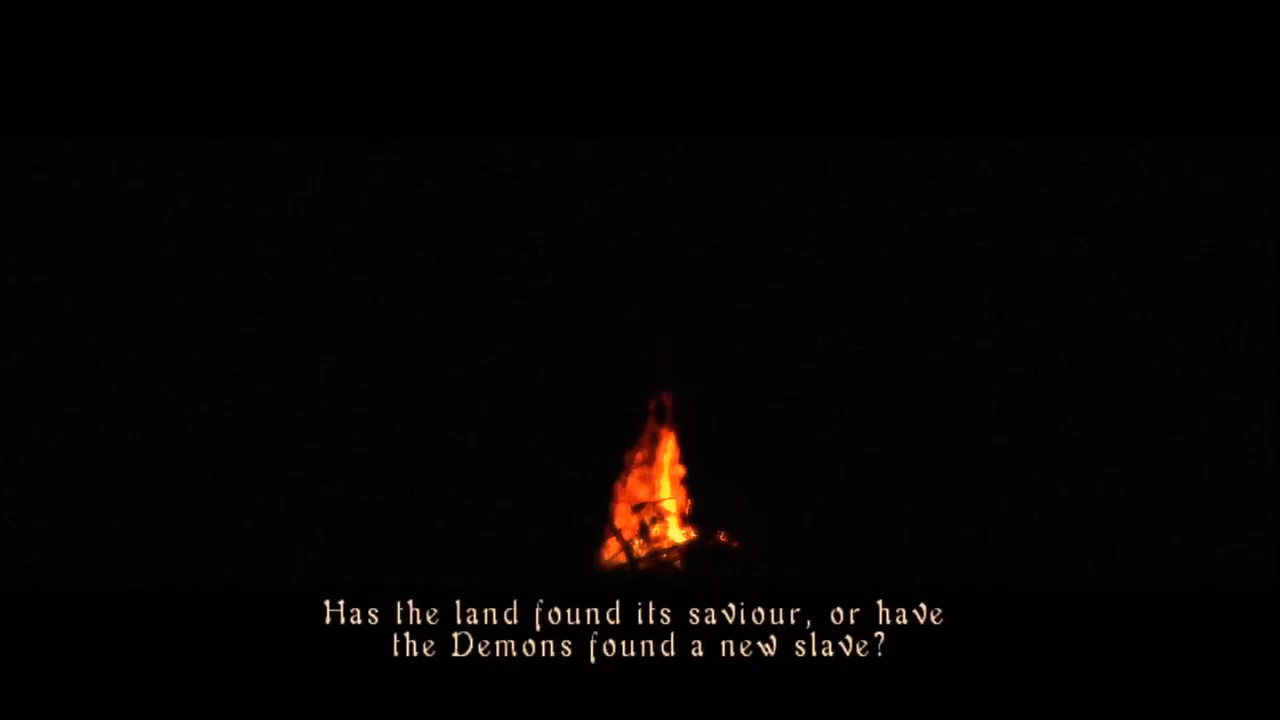 Has the land found its saviour, or have
the Demons found a new slave?